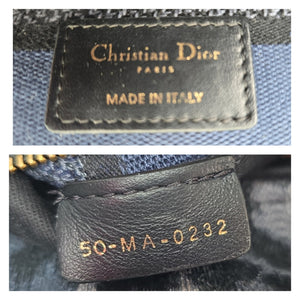 Christian Dior
PARIS
MADE IN ITALY
50-MA-0232